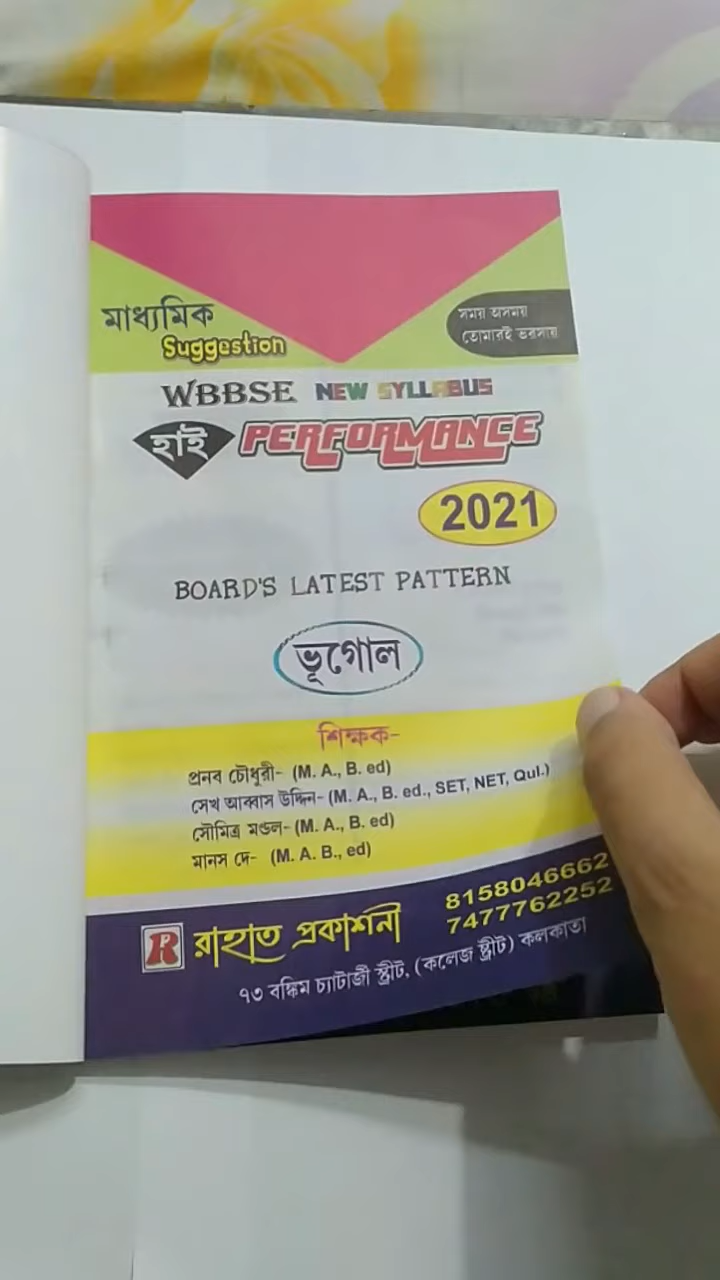 মাধ্যমিক
Suggestion
সময় অসময়
তোমারই ভরসায়
WBBSE NEW SYLLABUS
হাই PERFORMANCE
2021
BOARD'S LATEST PATTERN
ভূগোল
শিক্ষক-
প্রনব চৌধুরী- (M. A., B. ed)
সেখ আব্বাস উদ্দিন- (M. A., B. ed., SET, NET, Qul.)
সৌমিত্র মণ্ডল- (M. A., B. ed)
মানস দে- (M. A. B., ed)
R রাহাত প্রকাশনী
8158046662
7477762252
৭৩ বঙ্কিম চ্যাটার্জী স্ট্রীট, (কলেজ স্ট্রীট) কলকাতা